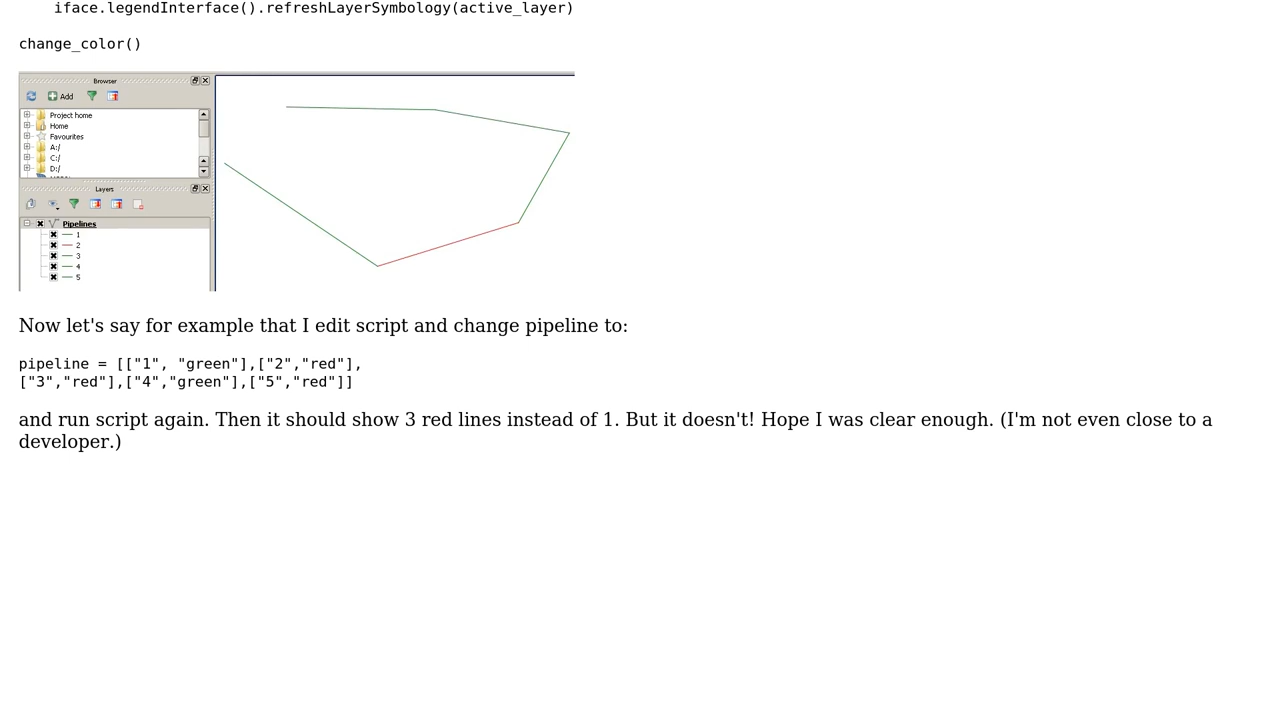 iface.legendInterface().refreshLayerSymbology(active_layer)
change_color()
Browser
Add
Project home
Home
Favourites
A:/
C:/
D:/
Layers
Pipelines
1
2
3
4
5
Now let's say for example that I edit script and change pipeline to:
pipeline = [["1", "green"],["2","red"],
["3","red"],["4","green"],["5","red"]]
and run script again. Then it should show 3 red lines instead of 1. But it doesn't! Hope I was clear enough. (I'm not even close to a
developer.)